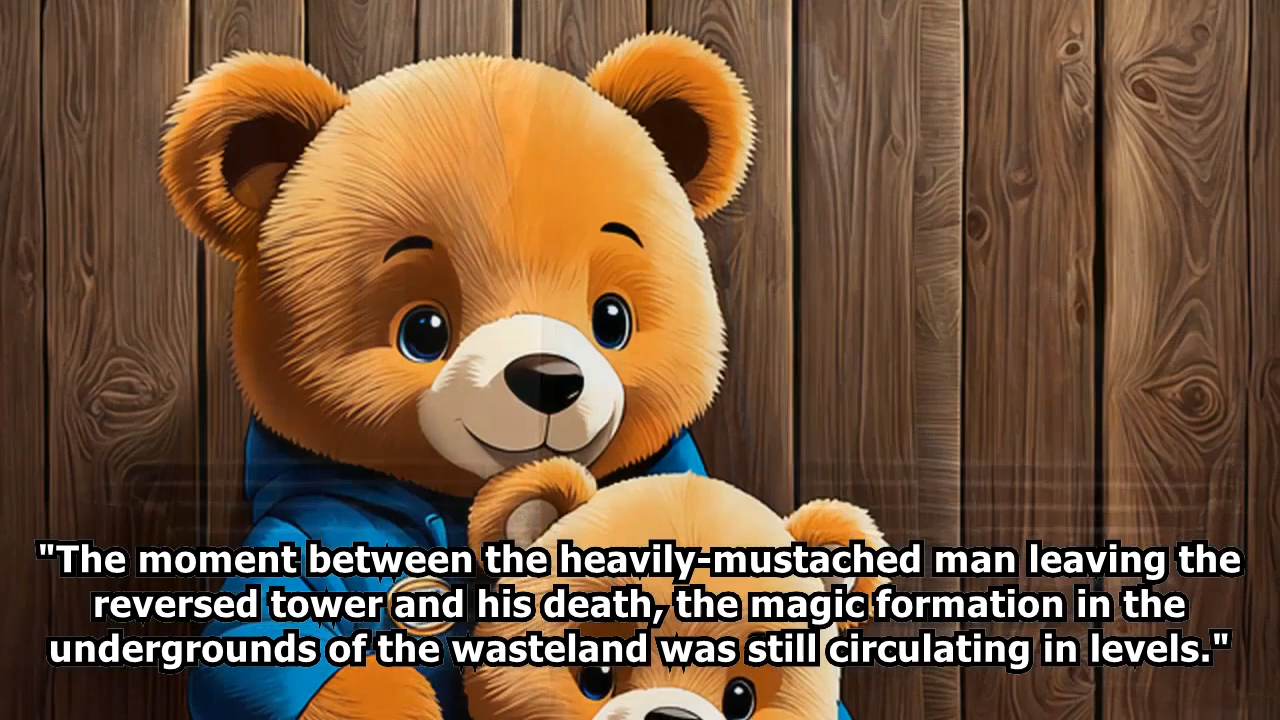 "The moment between the heavily-mustached man leaving the
reversed tower and his death, the magic formation in the
undergrounds of the wasteland was still circulating in levels."